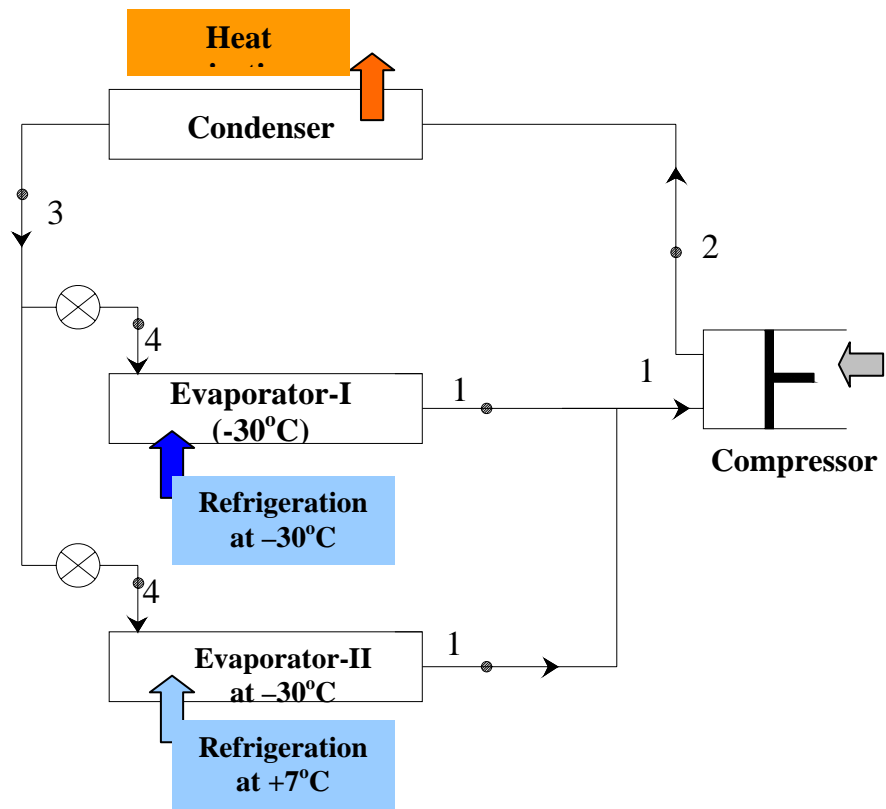 Heat
Condenser
3
2
4
Evaporator-I
(-30°C)
1
1
Compressor
Refrigeration
at –30°C
4
Evaporator-II
at –30°C
1
Refrigeration
at +7°C